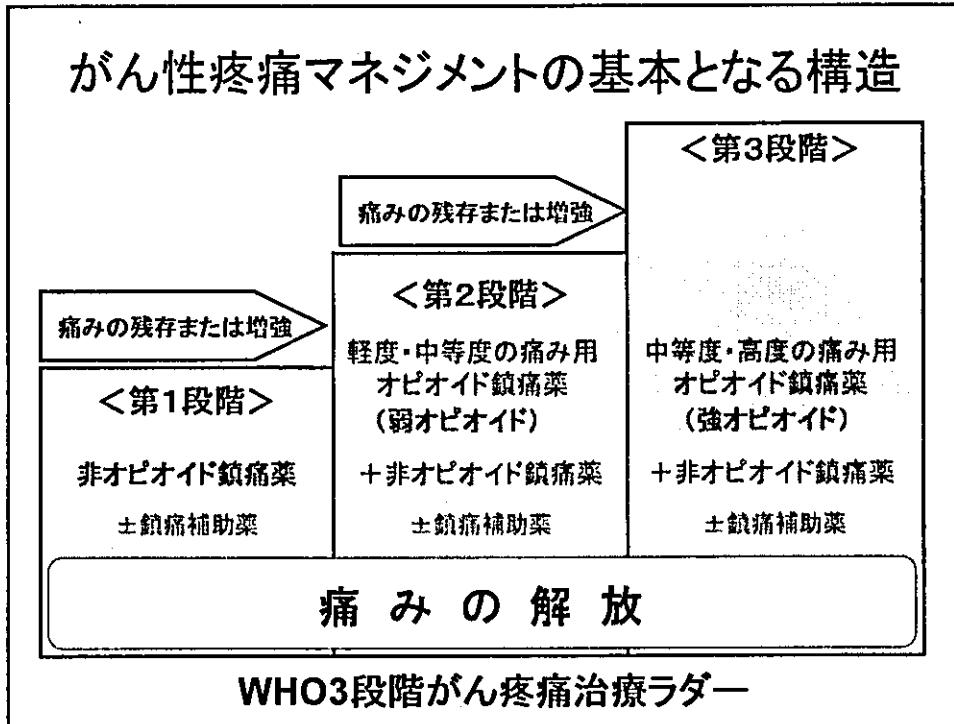 がん性疼痛マネジメントの基本となる構造
＜第3段階＞
痛みの残存または増強
＜第2段階＞
痛みの残存または増強
軽度・中等度の痛み用
オピオイド鎮痛薬
(弱オピオイド)
中等度・高度の痛み用
オピオイド鎮痛薬
(強オピオイド)
＜第1段階＞
非オピオイド鎮痛薬
＋非オピオイド鎮痛薬
＋非オピオイド鎮痛薬
±鎮痛補助薬
±鎮痛補助薬
±鎮痛補助薬
痛みの解放
WHO3段階がん疼痛治療ラダー